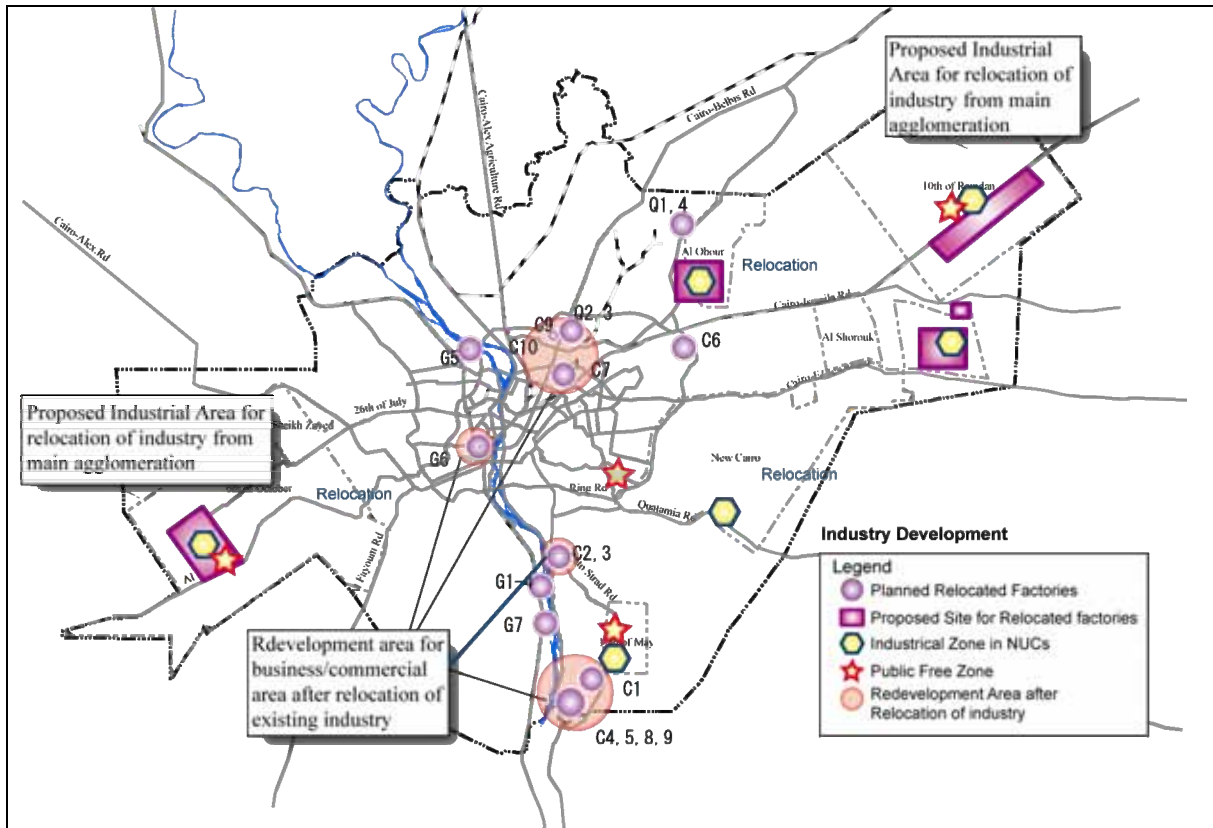 Proposed Industrial
Area for relocation of
industry from main
agglomeration
Cairo-Belbus Rd
Cairo-Alex Agriculture Rd
10th of
Q1, 4
Al Obour
Relocation
Cairo-Alex.Rd
Cairo-Ismailia Rd
Q2, 3
C9
C10
C6
Al Shorouk
G5
C7
26th of July
Proposed Industrial Area for
relocation of industry from
main agglomeration
Sheikh Zayed
G6
New Cairo
Relocation
Relocation
Ring Rd
Al Fayoum Rd
Industry Development
C2, 3
Strad Rd
G1-
Legend
Planned Relocated Factories
Proposed Site for Relocated factories
Industrical Zone in NUCs
Public Free Zone
Redevelopment Area after
Relocation of industry
G7
Rdevelopment area for
business/commercial
area after relocation of
existing industry
of May
C1
Al
C4, 5, 8, 9